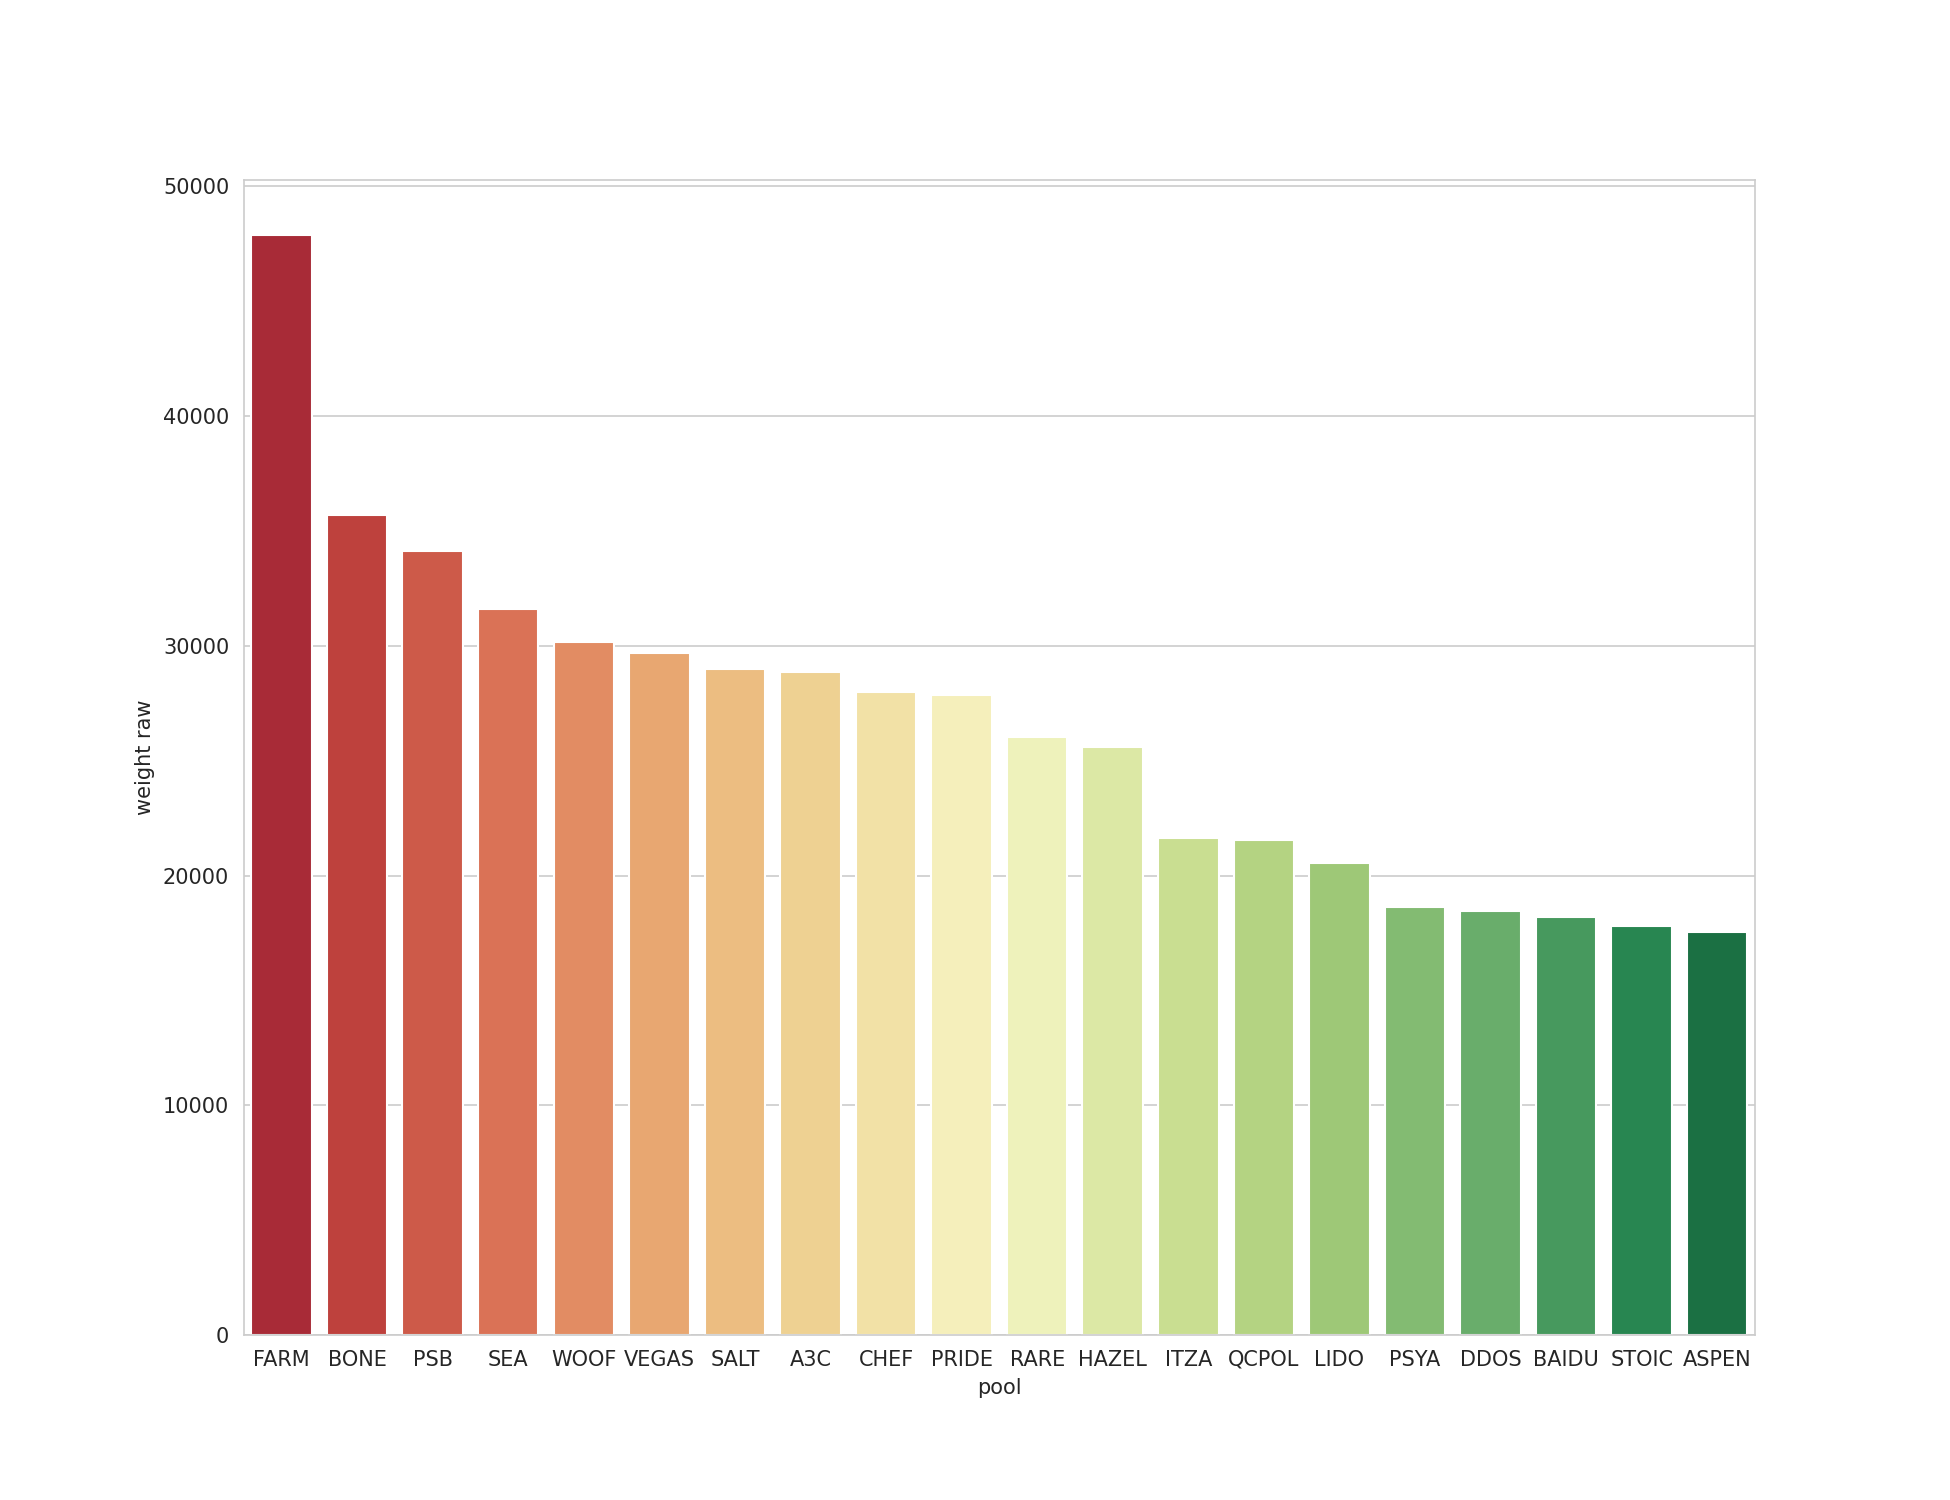 50000
40000
30000
20000
10000
0
weight raw
FARM BONE PSB SEA WOOF VEGAS SALT A3C CHEF PRIDE RARE HAZEL ITZA QCPOL LIDO PSYA DDOS BAIDU STOIC ASPEN
pool